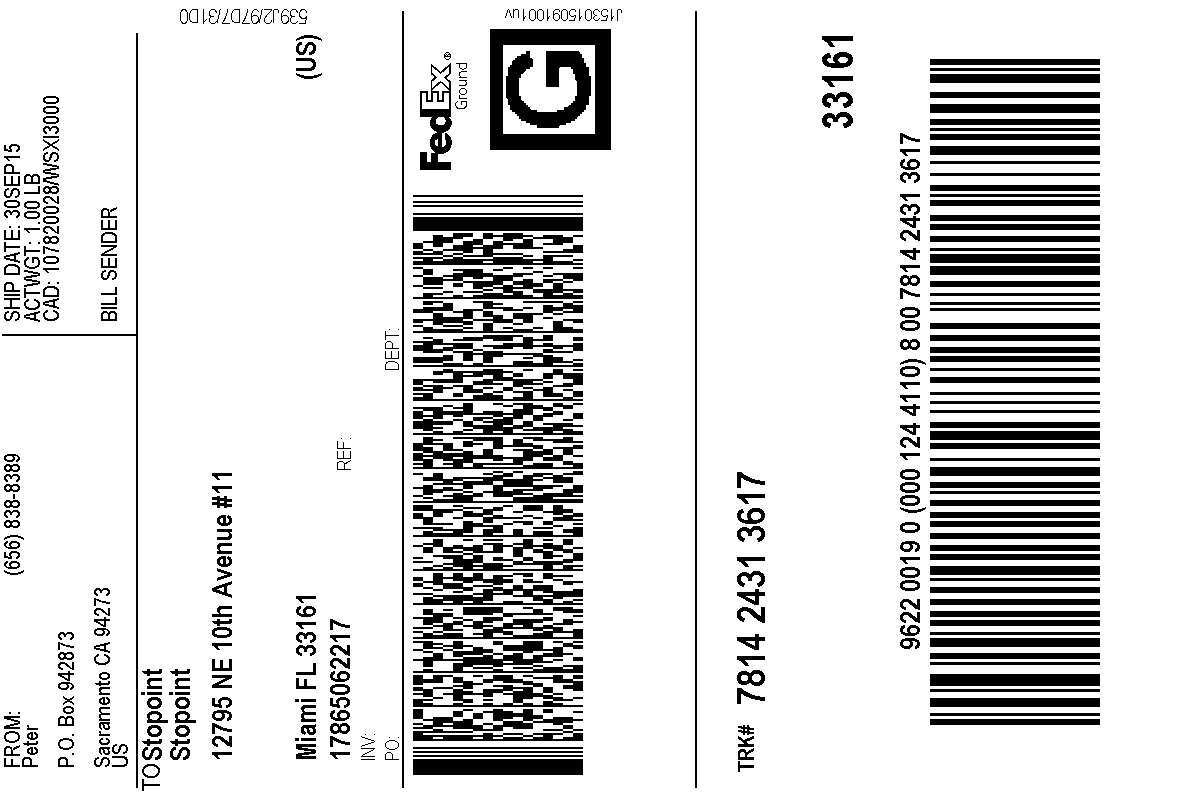 FROM: (656) 838-8389
Peter
P.O. Box 942873
Sacramento CA 94273
US
SHIP DATE: 30SEP15
ACTWGT: 1.00 LB
CAD: 107820028/WSXI3000
BILL SENDER
TO Stopoint
Stopoint
12795 NE 10th Avenue #11
Miami FL 33161 (US)
17865062217
INV:
REF:
PO: DEPT:
539J2/97D7/31D0
J153015091001uv
FedEx®
Ground
G
TRK# 7814 2431 3617
33161
9622 0019 0 (000 124 4110) 8 00 7814 2431 3617